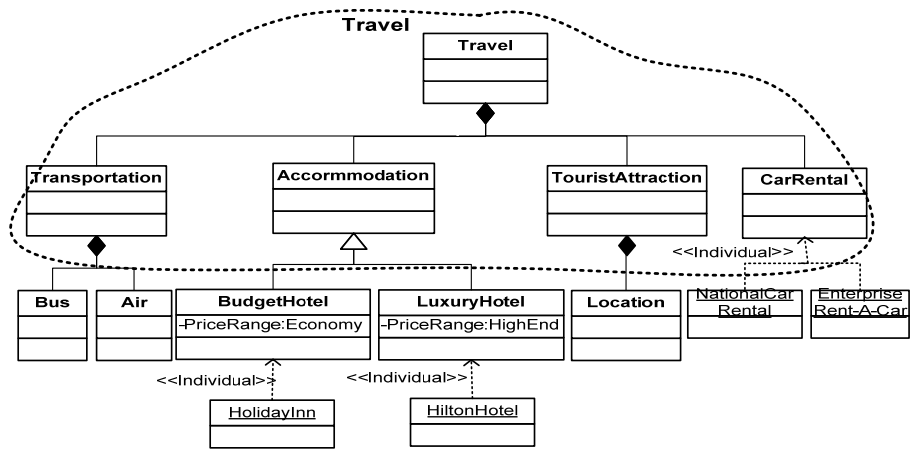 Travel
Travel
Transportation
Accormmodation
TouristAttraction
CarRental
<<Individual>>
Bus
Air
BudgetHotel
-PriceRange:Economy
LuxuryHotel
-PriceRange:HighEnd
Location
NationalCar
Rental
Enterprise
Rent-A-Car
<<Individual>>
<<Individual>>
HolidayInn
HiltonHotel